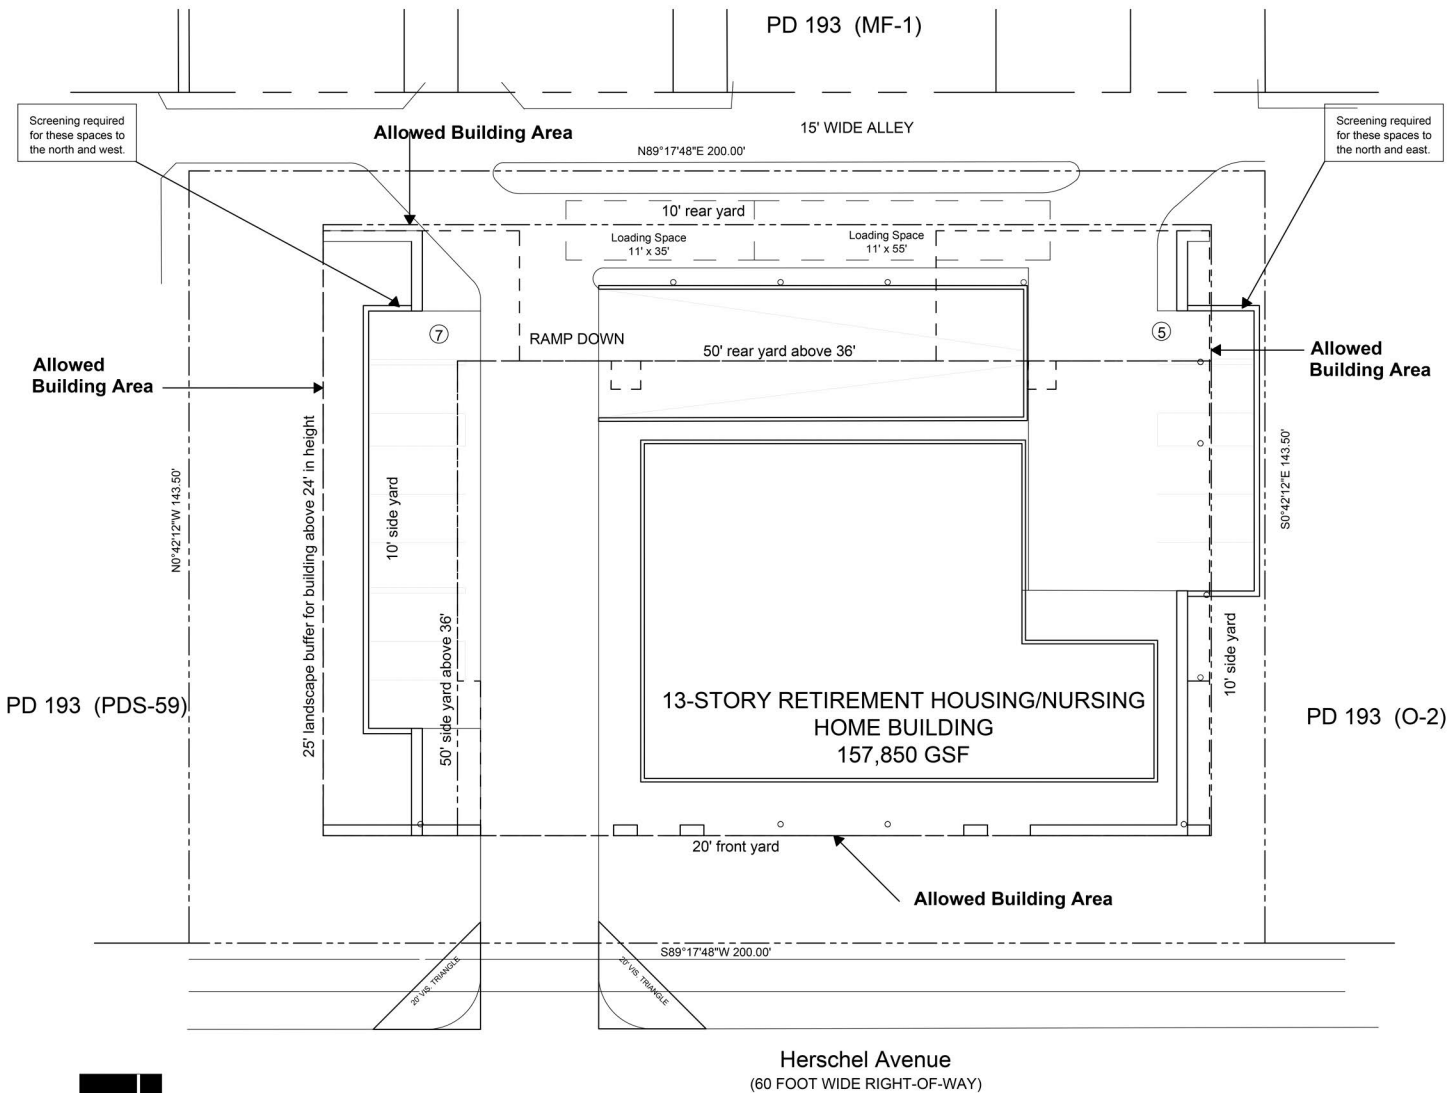 PD 193 (MF-1)
Screening required
for these spaces to
the north and west.
Allowed Building Area
15' WIDE ALLEY
Screening required
for these spaces to
the north and east.
N89°17'48"E 200.00'
10' rear yard
Loading Space
11' x 35'
Loading Space
11' x 55'
7
RAMP DOWN
50' rear yard above 36'
5
Allowed
Building Area
Allowed
Building Area
N0°42'12"W 143.50'
25' landscape buffer for building above 24' in height
10' side yard
50' side yard above 36'
S0°42'12"E 143.50'
10' side yard
PD 193 (PDS-59)
13-STORY RETIREMENT HOUSING/NURSING
HOME BUILDING
157,850 GSF
PD 193 (O-2)
20' front yard
Allowed Building Area
S89°17'48"W 200.00'
20' VIS. TRIANGLE
20' VIS. TRIANGLE
Herschel Avenue
(60 FOOT WIDE RIGHT-OF-WAY)